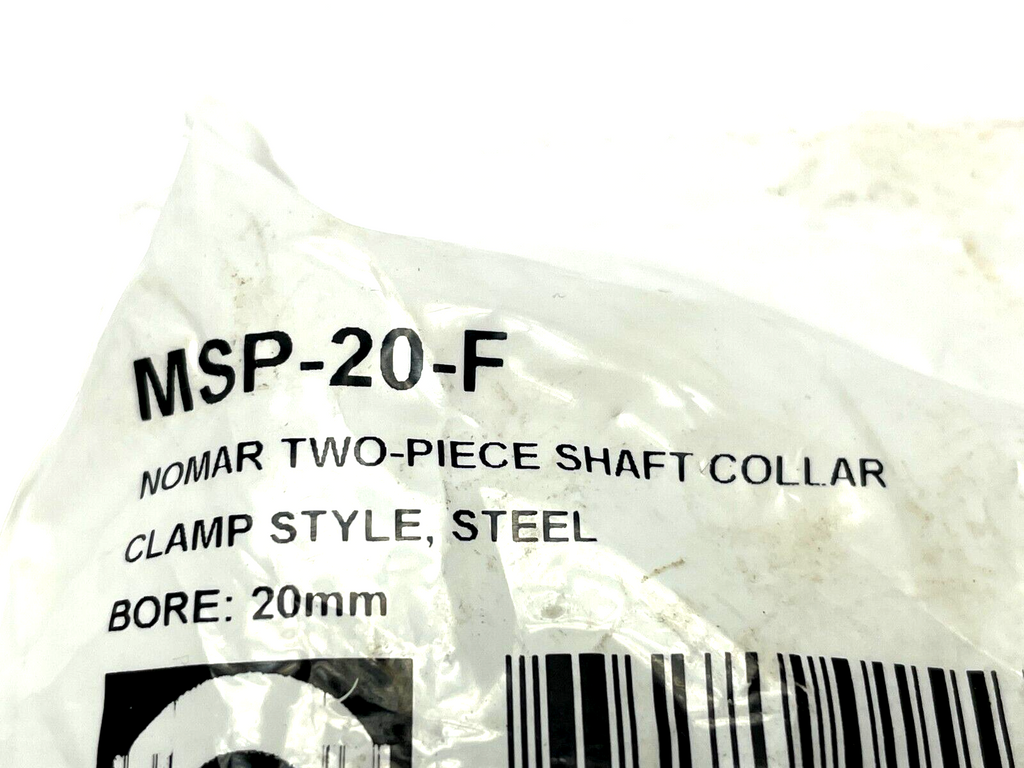 MSP-20-F
NOMAR TWO-PIECE SHAFT COLLAR
CLAMP STYLE, STEEL
BORE: 20mm